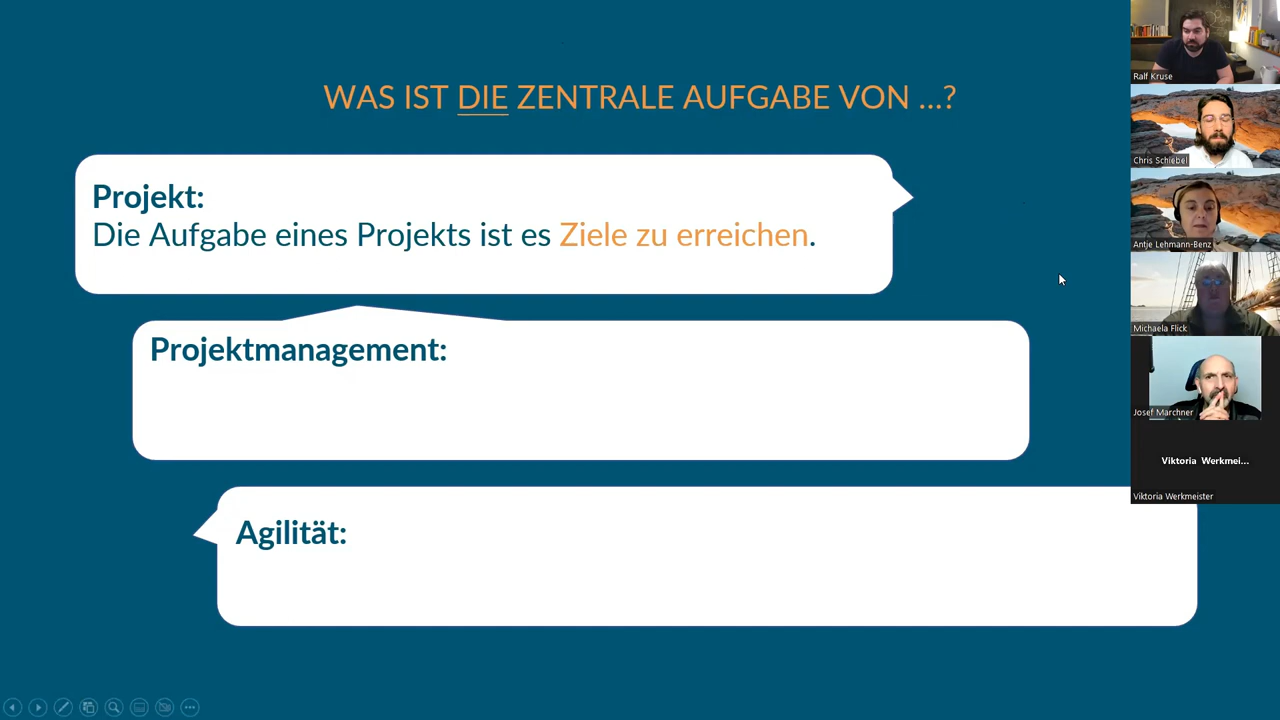 WAS IST DIE ZENTRALE AUFGABE VON ...?
Projekt:
Die Aufgabe eines Projekts ist es Ziele zu erreichen.
Projektmanagement:
Agilität:
Ralf Kruse
Chris Schiebel
Antje Lehmann-Benz
Michaela Flick
Josef Marchner
Viktoria Werkmei...
Viktoria Werkmeister